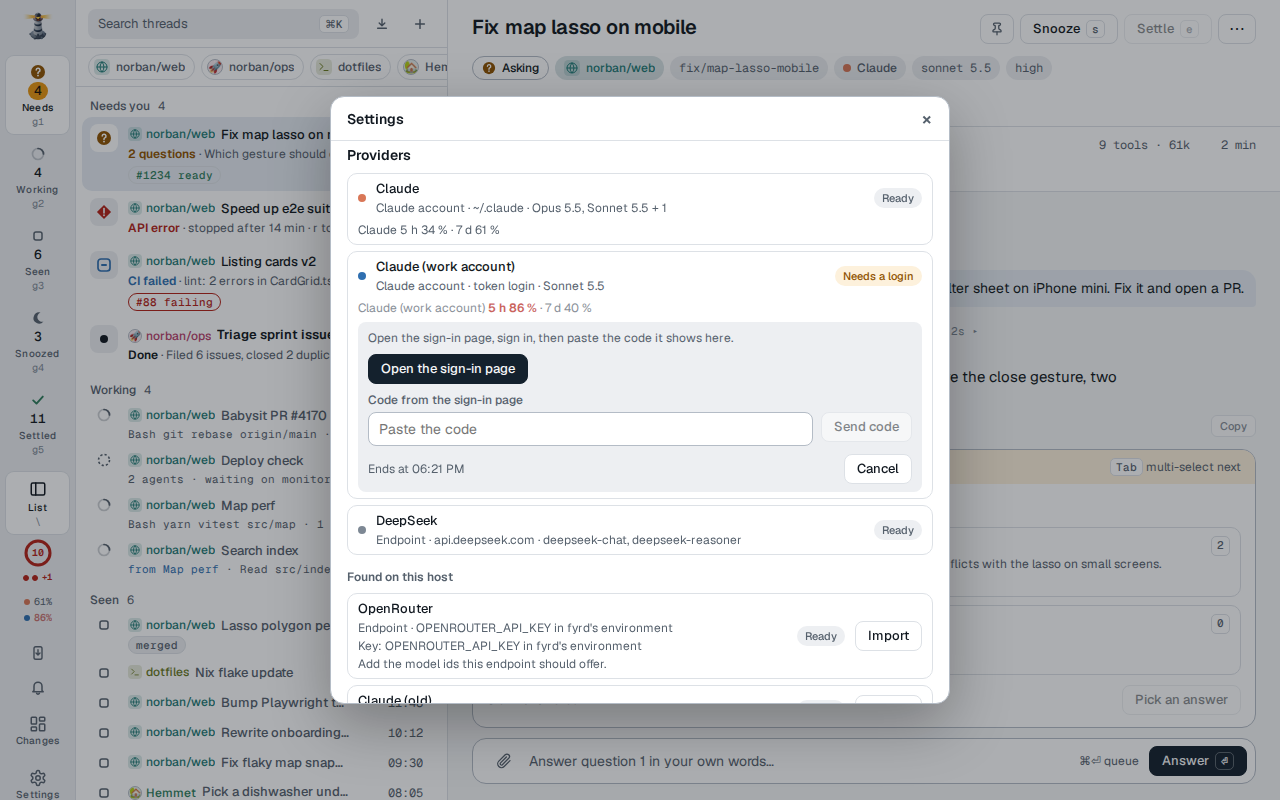 Search threads ⌘K
norban/web norban/ops dotfiles Hem
4
Needs
g1
4
Working
g2
6
Seen
g3
3
Snoozed
g4
11
Settled
g5
List
\
10
+1
61%
86%
Changes
Settings
Needs you 4
norban/web Fix map lasso on
2 questions · Which gesture should
#1234 ready
norban/web Speed up e2e suit
API error · stopped after 14 min · r to
norban/web Listing cards v2
CI failed · lint: 2 errors in CardGrid.ts
#88 failing
norban/ops Triage sprint issue
Done · Filed 6 issues, closed 2 duplic
Working 4
norban/web Babysit PR #4170
Bash git rebase origin/main ·
norban/web Deploy check
2 agents · waiting on monitor
norban/web Map perf
Bash yarn vitest src/map · 1
norban/web Search index
from Map perf · Read src/inde
Seen 6
norban/web Lasso polygon pe
merged
dotfiles Nix flake update
norban/web Bump Playwright t…
norban/web Rewrite onboarding… 10:12
norban/web Fix flaky map snap… 09:30
Hemmet Pick a dishwasher und… 08:05
Fix map lasso on mobile
Snooze s
Settle e
Asking norban/web fix/map-lasso-mobile Claude sonnet 5.5 high
9 tools · 61k 2 min
lter sheet on iPhone mini. Fix it and open a PR.
2s
e the close gesture, two
Copy
Tab multi-select next
2
flicts with the lasso on small screens.
0
Pick an answer
Answer question 1 in your own words… ⌘⏎ queue Answer ⏎
Settings ×
Providers
Claude
Claude account · ~/.claude · Opus 5.5, Sonnet 5.5 + 1
Ready
Claude 5 h 34 % · 7 d 61 %
Claude (work account)
Claude account · token login · Sonnet 5.5
Needs a login
Claude (work account) 5 h 86 % · 7 d 40 %
Open the sign-in page, sign in, then paste the code it shows here.
Open the sign-in page
Code from the sign-in page
Paste the code Send code
Ends at 06:21 PM Cancel
DeepSeek
Endpoint · api.deepseek.com · deepseek-chat, deepseek-reasoner
Ready
Found on this host
OpenRouter
Endpoint · OPENROUTER_API_KEY in fyrd's environment
Key: OPENROUTER_API_KEY in fyrd's environment
Add the model ids this endpoint should offer.
Ready Import
Claude (old)